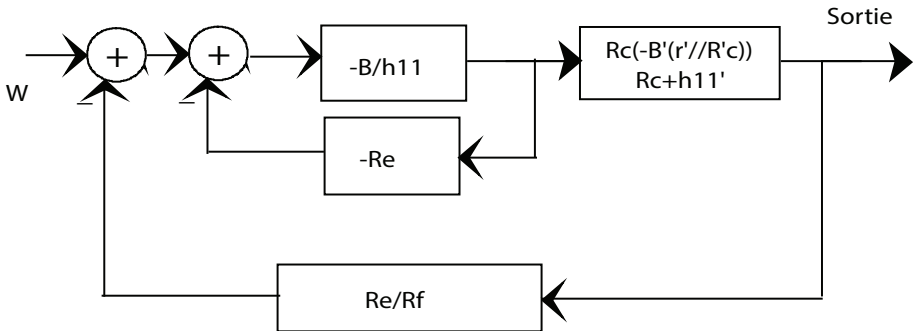 Sortie
+
+
-B/h11
Rc(-B'(r'//R'c))
Rc+h11'
W
–
–
-Re
Re/Rf